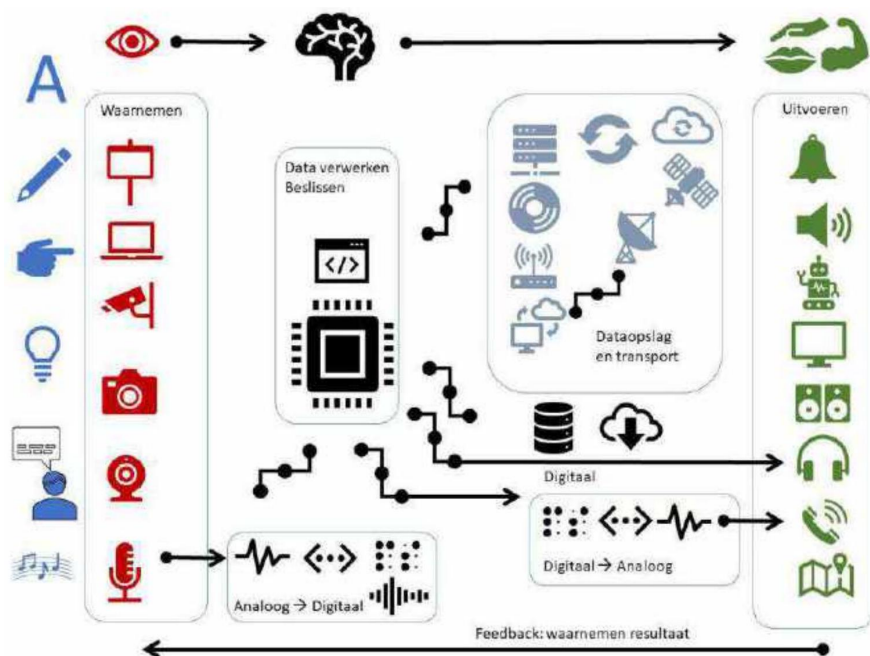 A
Waarnemen
Uitvoeren
Data verwerken
Beslissen
</>
Dataopslag
en transport
Digitaal
Digitaal → Analoog
Analoog → Digitaal
Feedback: waarnemen resultaat